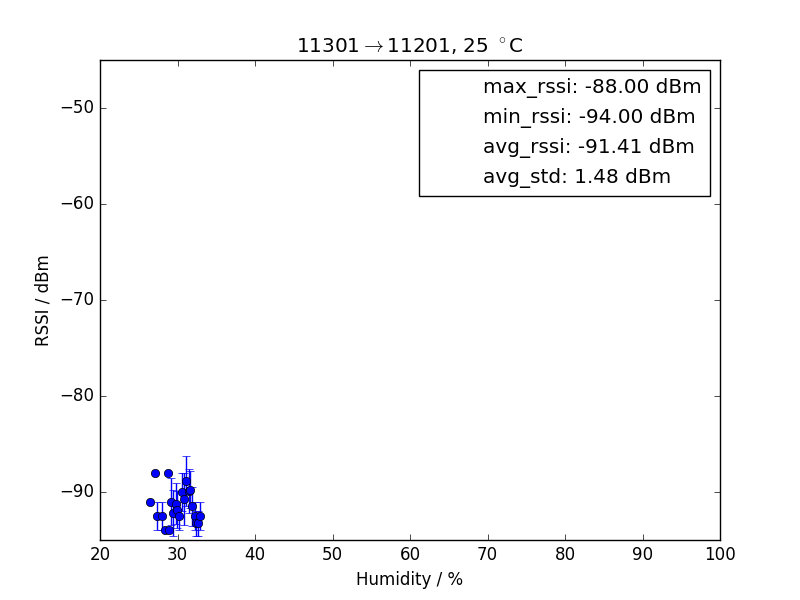 11301→11201, 25 °C
max_rssi: -88.00 dBm
min_rssi: -94.00 dBm
avg_rssi: -91.41 dBm
avg_std: 1.48 dBm
RSSI / dBm
−50
−60
−70
−80
−90
20 30 40 50 60 70 80 90 100
Humidity / %